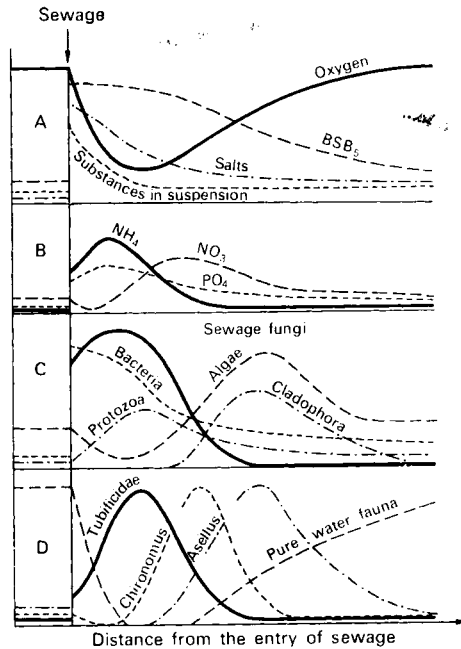 Sewage
A
Oxygen
BSB5
Salts
Substances in suspension
B
NH4
NO3
PO4
Sewage fungi
C
Bacteria
Algae
Protozoa
Cladophora
D
Tubificidae
Chironomus
Asellus
Pure water fauna
Distance from the entry of sewage